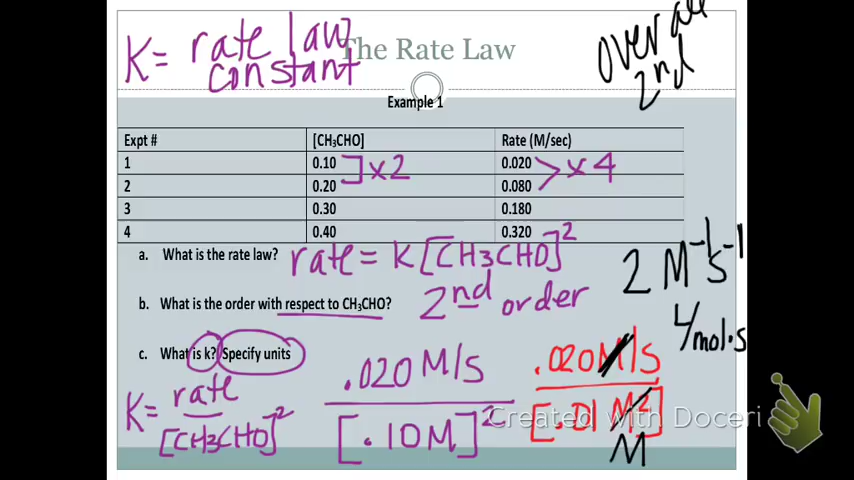 K= rate law constant
The Rate Law
overall 2nd
Example 1
Expt # [CH₃CHO] Rate (M/sec)
1 0.10 0.020
2 0.20 0.080
]x2 >x4
3 0.30 0.180
4 0.40 0.320
a. What is the rate law? rate = K[CH3CHO]²
2 M⁻¹s⁻¹
b. What is the order with respect to CH₃CHO? 2nd order
L/mol·s
c. What is k? Specify units
K= rate / [CH3CHO]²
.020 M/s / [.10M]²
.020 M/s / [.01 M²]
M
Created with Doceri